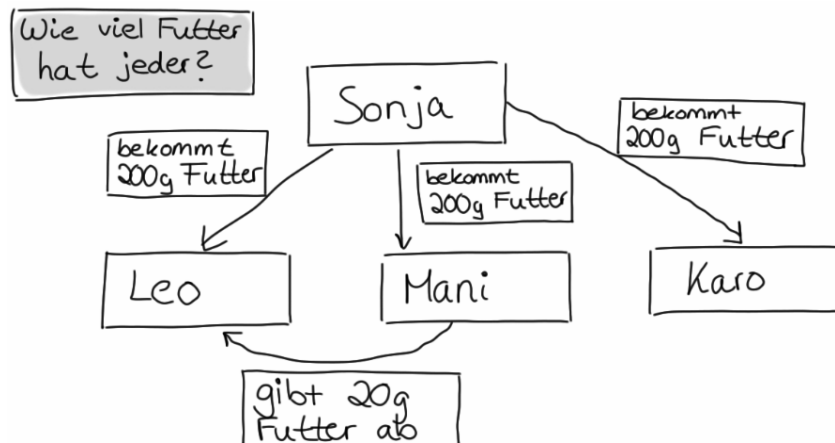 Wie viel Futter
hat jeder?
Sonja
bekommt
200g Futter
bekommt
200g Futter
bekommt
200g Futter
Leo
Mani
Karo
gibt 20g
Futter ab